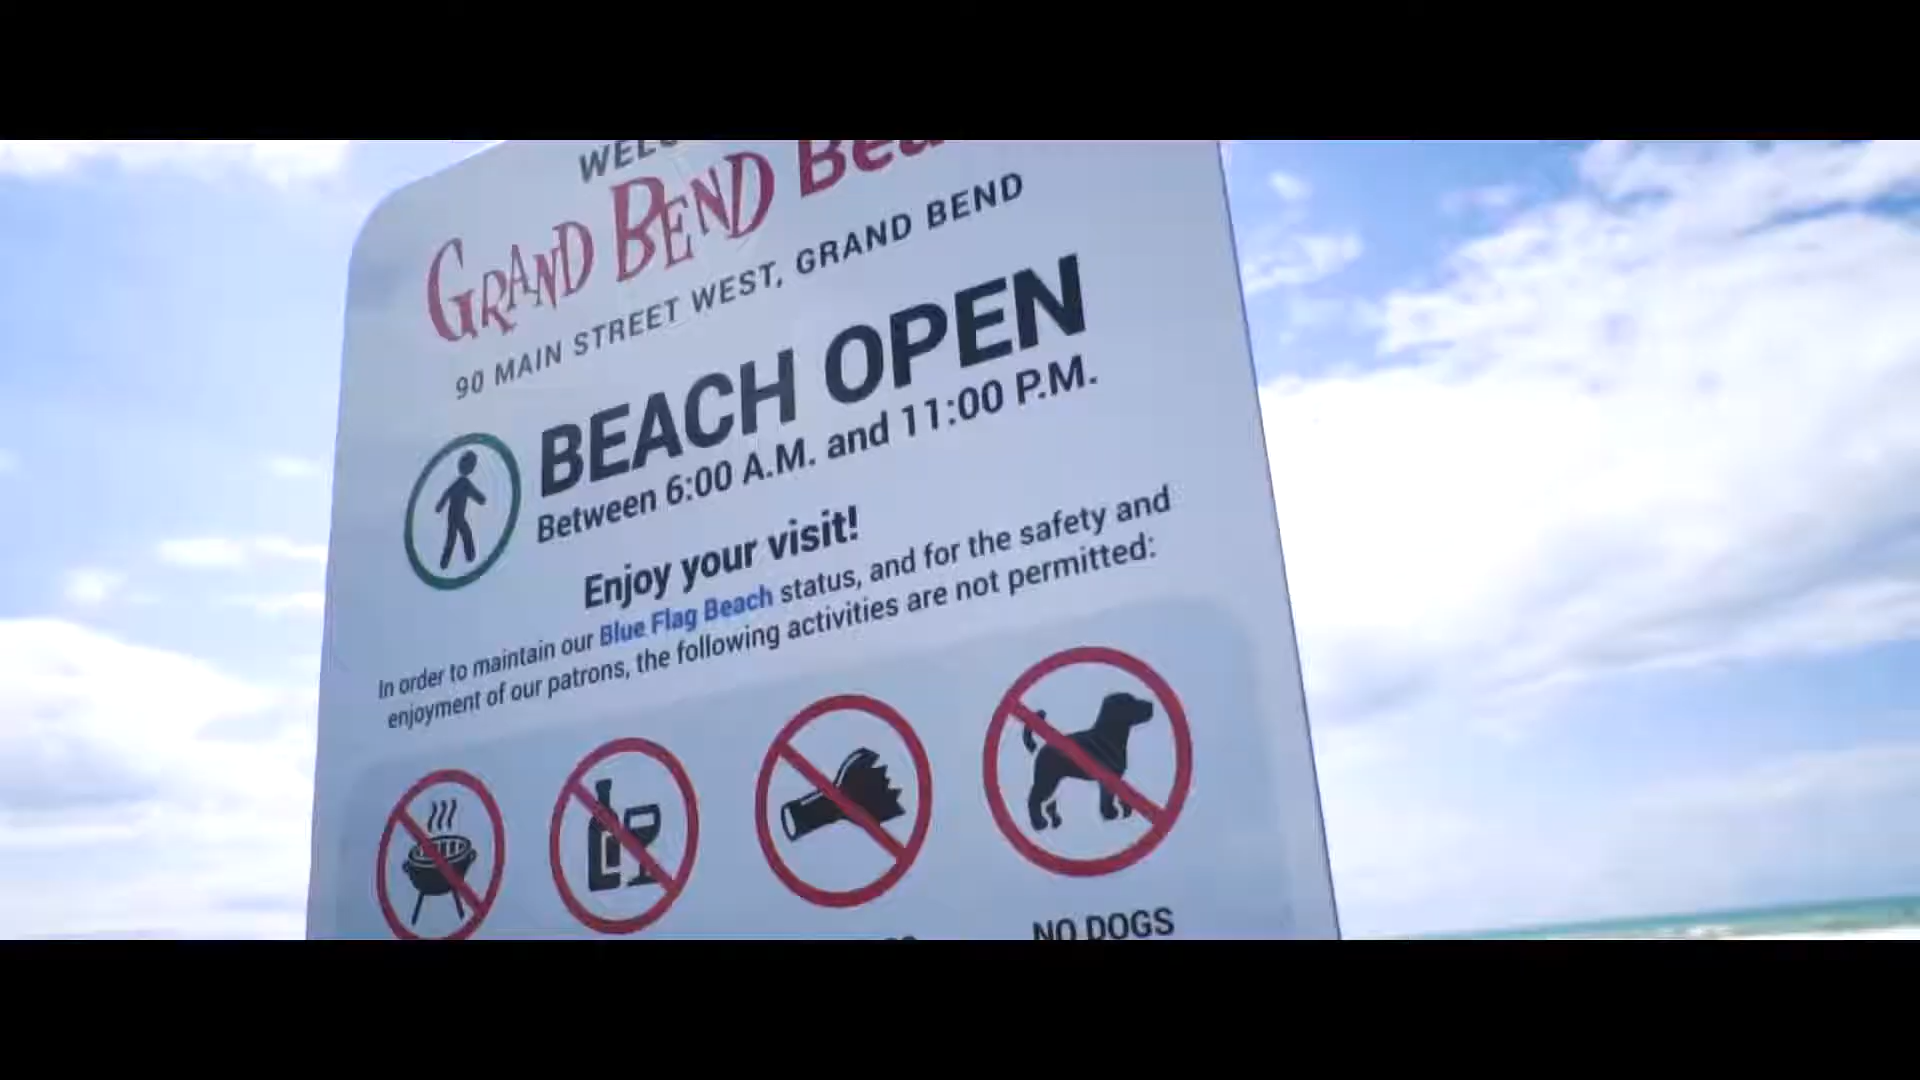 GRAND BEND
90 MAIN STREET WEST, GRAND BEND
BEACH OPEN
Between 6:00 A.M. and 11:00 P.M.
Enjoy your visit!
In order to maintain our Blue Flag Beach status, and for the safety and
enjoyment of our patrons, the following activities are not permitted:
NO DOGS